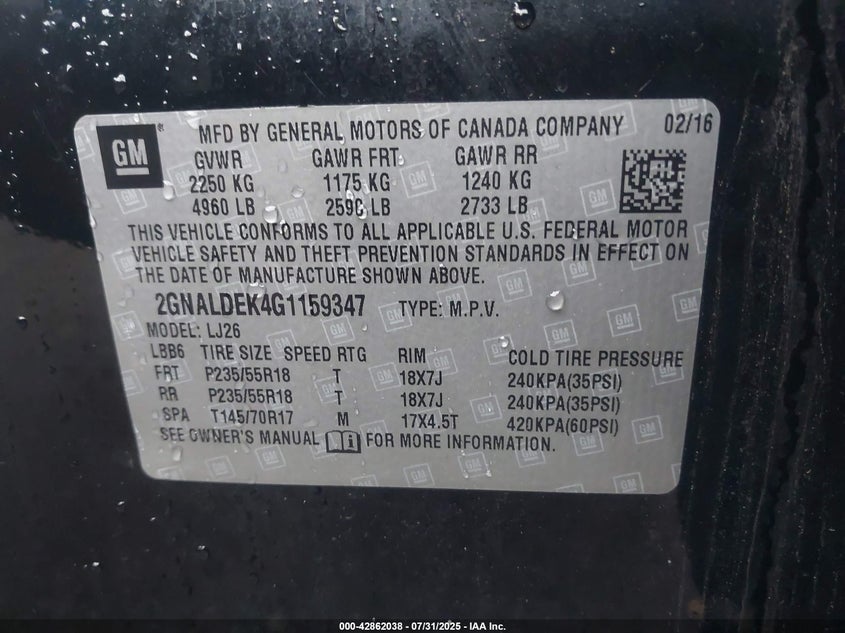 GM MFD BY GENERAL MOTORS OF CANADA COMPANY 02/16
GVWR GAWR FRT GAWR RR
2250 KG 1175 KG 1240 KG
4960 LB 2590 LB 2733 LB
THIS VEHICLE CONFORMS TO ALL APPLICABLE U.S. FEDERAL MOTOR
VEHICLE SAFETY AND THEFT PREVENTION STANDARDS IN EFFECT ON
THE DATE OF MANUFACTURE SHOWN ABOVE.
2GNALDEK4G1159347 TYPE: M.P.V.
MODEL: LJ26
LBB6 TIRE SIZE SPEED RTG RIM COLD TIRE PRESSURE
FRT P235/55R18 T 18X7J 240KPA(35PSI)
RR P235/55R18 T 18X7J 240KPA(35PSI)
SPA T145/70R17 M 17X4.5T 420KPA(60PSI)
SEE OWNER'S MANUAL FOR MORE INFORMATION.
000-42862038 - 07/31/2025 - IAA Inc.